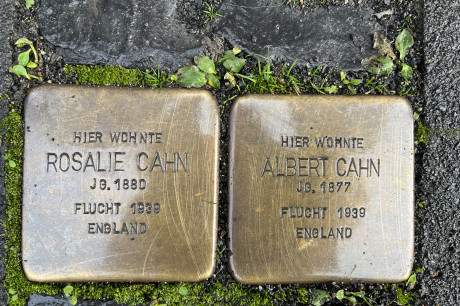 HIER WOHNTE
ROSALIE CAHN
JG. 1880
FLUCHT 1939
ENGLAND
HIER WOHNTE
ALBERT CAHN
JG. 1877
FLUCHT 1939
ENGLAND